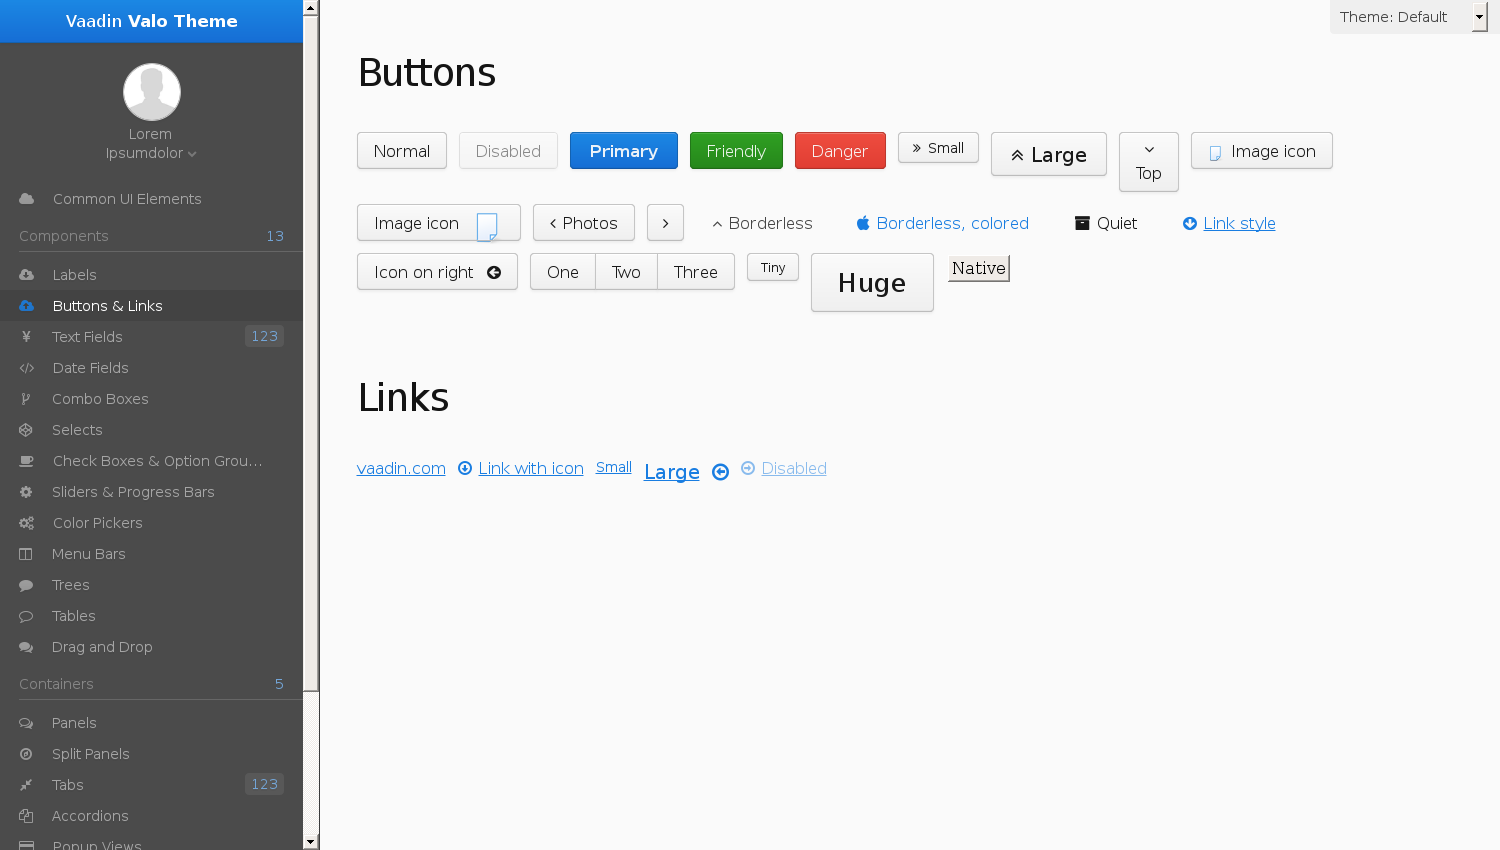 Vaadin Valo Theme
Lorem
Ipsumdolor
Common UI Elements
Components 13
Labels
Buttons & Links
Text Fields 123
Date Fields
Combo Boxes
Selects
Check Boxes & Option Grou...
Sliders & Progress Bars
Color Pickers
Menu Bars
Trees
Tables
Drag and Drop
Containers 5
Panels
Split Panels
Tabs 123
Accordions
Popup Views
Theme: Default
Buttons
Normal Disabled Primary Friendly Danger Small Large Top Image icon
Image icon Photos Borderless Borderless, colored Quiet Link style
Icon on right One Two Three Tiny Huge Native
Links
vaadin.com Link with icon Small Large Disabled